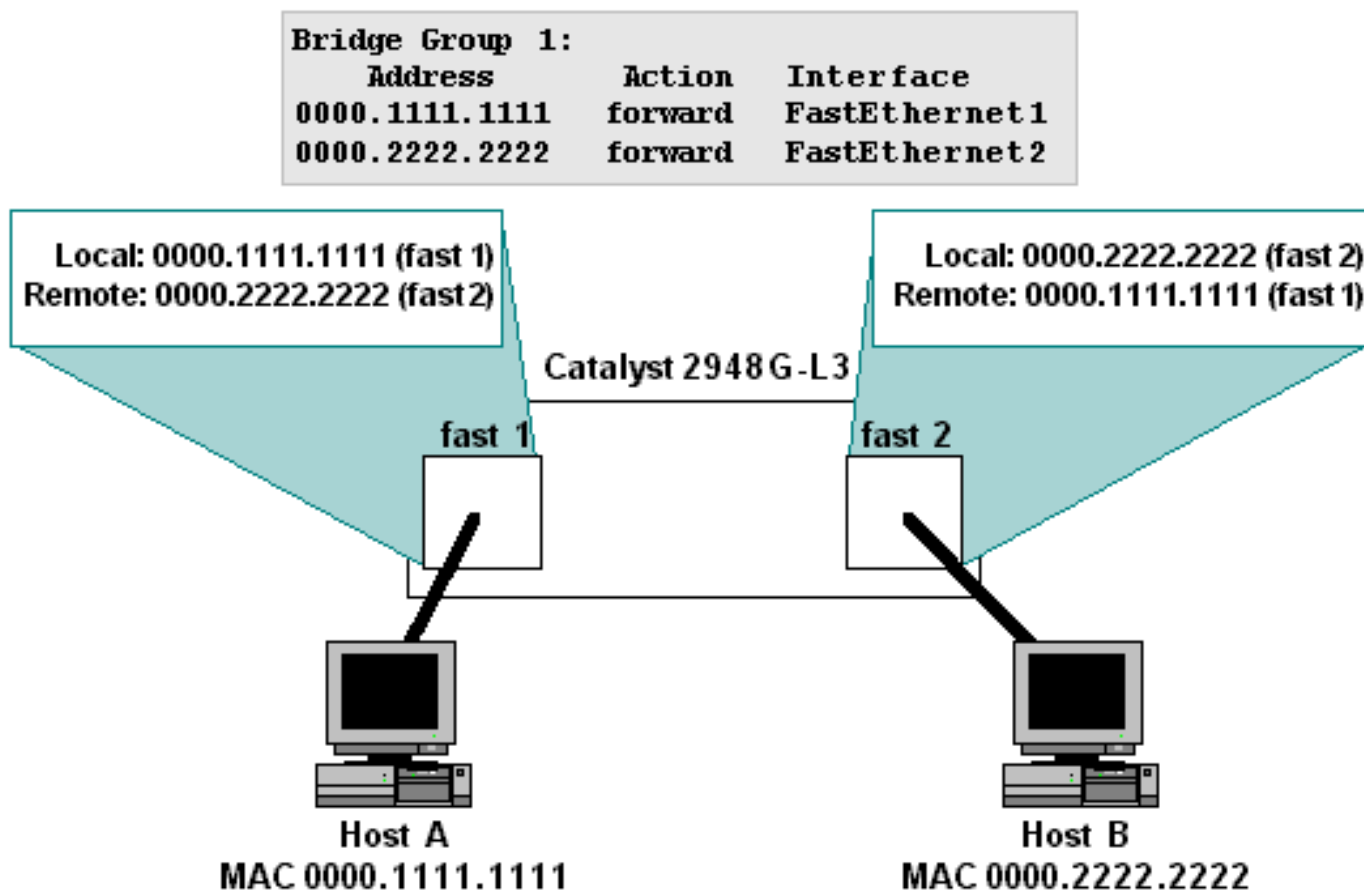 Bridge Group 1:
Address Action Interface
0000.1111.1111 forward FastEthernet1
0000.2222.2222 forward FastEthernet2
Local: 0000.1111.1111 (fast 1)
Remote: 0000.2222.2222 (fast 2)
Local: 0000.2222.2222 (fast 2)
Remote: 0000.1111.1111 (fast 1)
Catalyst 2948G-L3
fast 1
fast 2
Host A
MAC 0000.1111.1111
Host B
MAC 0000.2222.2222